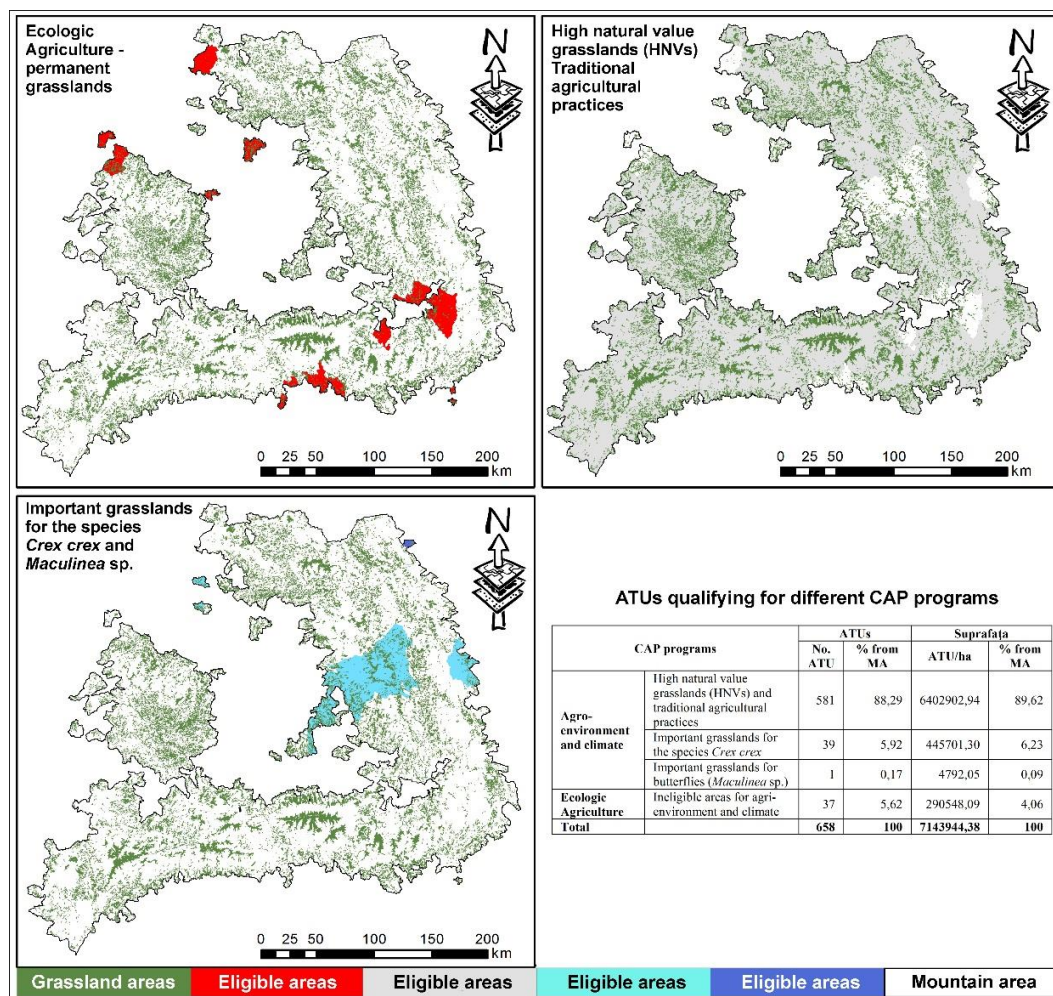 Ecologic
Agriculture -
permanent
grasslands
N
0 25 50 100 150 200
km
High natural value
grasslands (HNVs)
Traditional
agricultural
practices
N
0 25 50 100 150 200
km
Important grasslands
for the species
Crex crex and
Maculinea sp.
N
0 25 50 100 150 200
km
ATUs qualifying for different CAP programs
CAP programs ATUs Suprafața
No. ATU % from MA ATU/ha % from MA
Agro-environment and climate
High natural value
grasslands (HNVs) and
traditional agricultural
practices
581 88,29 6402902,94 89,62
Important grasslands for
the species Crex crex
39 5,92 445701,30 6,23
Important grasslands for
butterflies (Maculinea sp.)
1 0,17 4792,05 0,09
Ecologic Agriculture
Ineligible areas for agri-
environment and climate
37 5,62 290548,09 4,06
Total 658 100 7143944,38 100
Grassland areas Eligible areas Eligible areas Eligible areas Eligible areas Mountain area